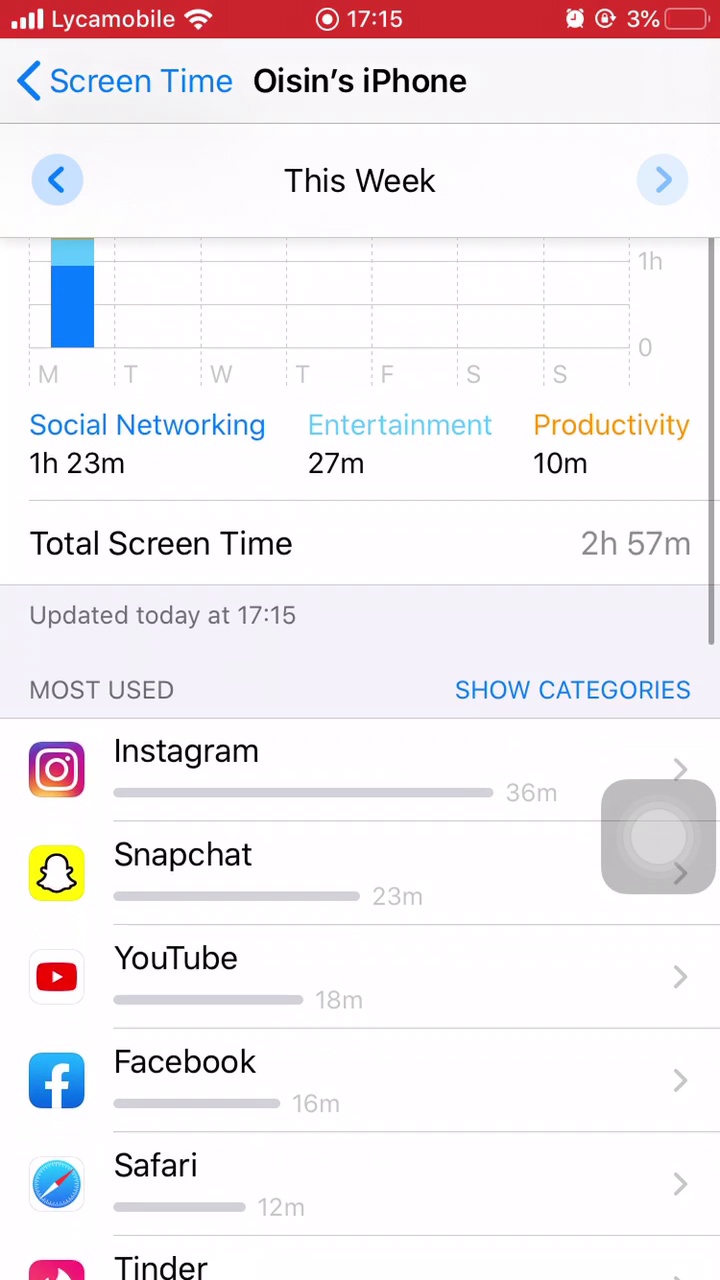 Lycamobile 17:15 3%
Screen Time Oisin's iPhone
This Week
1h
0
M T W T F S S
Social Networking Entertainment Productivity
1h 23m 27m 10m
Total Screen Time 2h 57m
Updated today at 17:15
MOST USED SHOW CATEGORIES
Instagram
36m
Snapchat
23m
YouTube
18m
Facebook
16m
Safari
12m
Tinder